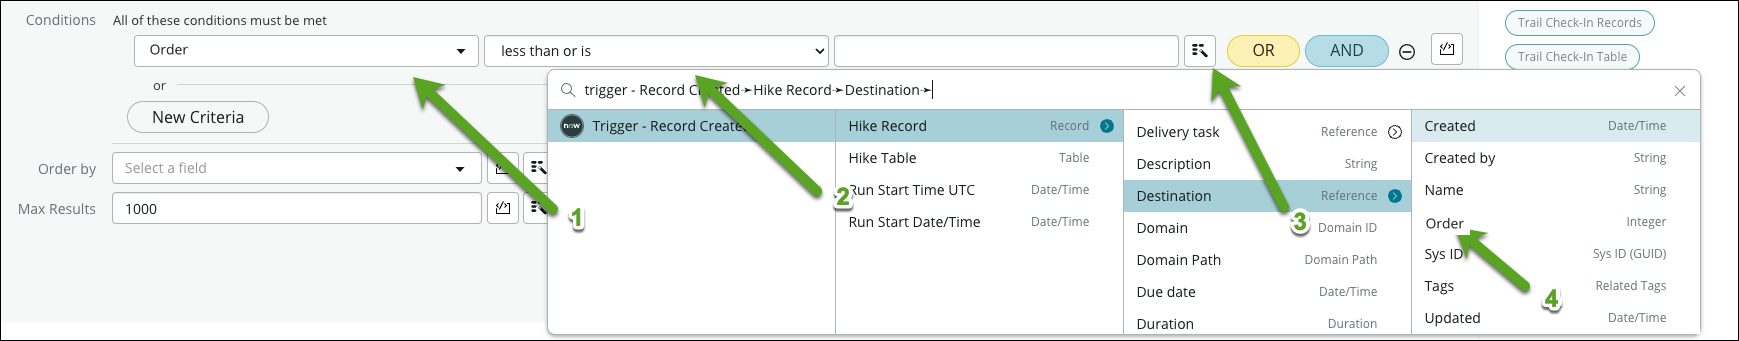 Conditions All of these conditions must be met
Trail Check-In Records
Order less than or is OR AND
Trail Check-In Table
or
trigger - Record Created→Hike Record→Destination→
New Criteria
now Trigger - Record Create
Hike Record Record
Hike Table Table
Run Start Time UTC Date/Time
Run Start Date/Time Date/Time
Delivery task Reference
Description String
Destination Reference
Domain Domain ID
Domain Path Domain Path
Due date Date/Time
Duration Duration
Created Date/Time
Created by String
Name String
Order Integer
Sys ID Sys ID (GUID)
Tags Related Tags
Updated Date/Time
Order by Select a field
Max Results 1000
1
2
3
4